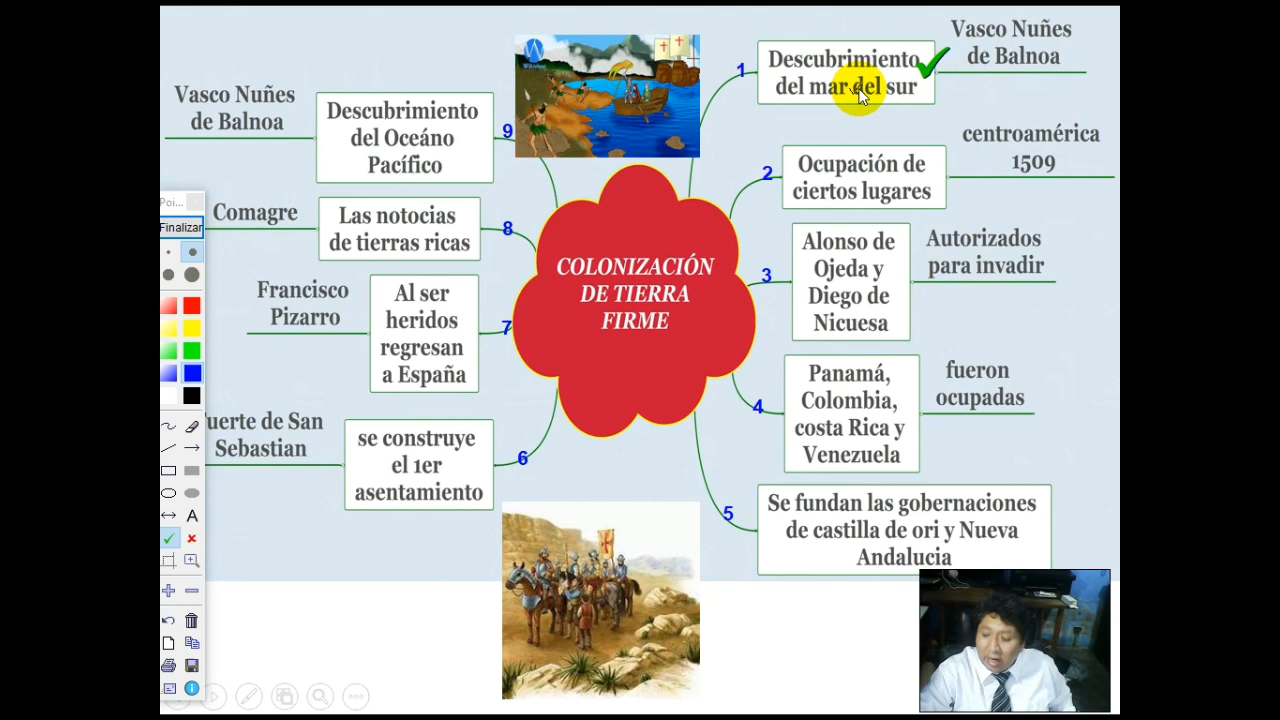 COLONIZACIÓN
DE TIERRA
FIRME
1
Descubrimiento
del mar del sur
Vasco Nuñes
de Balnoa
2
Ocupación de
ciertos lugares
centroamérica
1509
3
Alonso de
Ojeda y
Diego de
Nicuesa
Autorizados
para invadir
4
Panamá,
Colombia,
costa Rica y
Venezuela
fueron
ocupadas
5
Se fundan las gobernaciones
de castilla de ori y Nueva
Andalucia
6
se construye
el 1er
asentamiento
uerte de San
Sebastian
7
Al ser
heridos
regresan
a España
Francisco
Pizarro
8
Las notocias
de tierras ricas
Comagre
9
Descubrimiento
del Oceáno
Pacífico
Vasco Nuñes
de Balnoa
Poi...
Finalizar
A